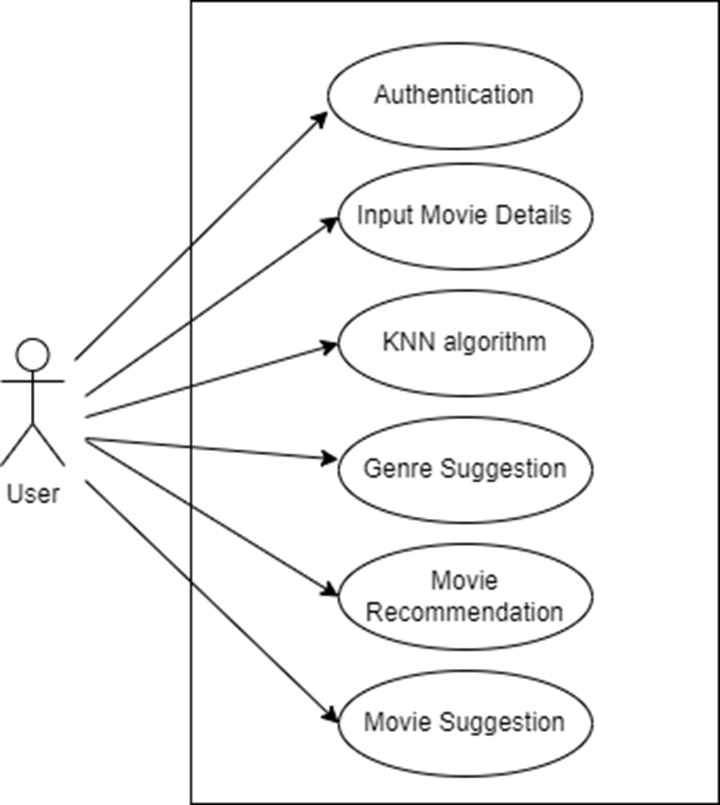 Authentication
Input Movie Details
KNN algorithm
Genre Suggestion
User
Movie
Recommendation
Movie Suggestion